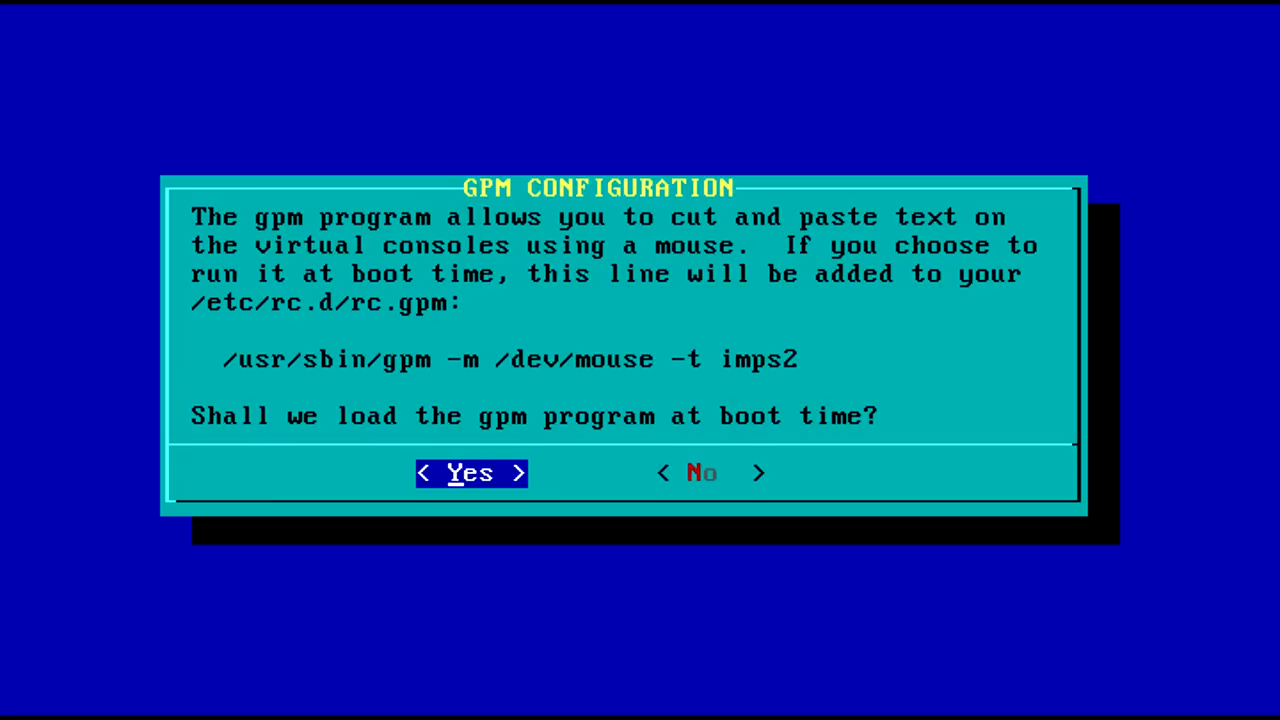 GPM CONFIGURATION
The gpm program allows you to cut and paste text on
the virtual consoles using a mouse.  If you choose to
run it at boot time, this line will be added to your
/etc/rc.d/rc.gpm:
/usr/sbin/gpm -m /dev/mouse -t imps2
Shall we load the gpm program at boot time?
< Yes > < No >